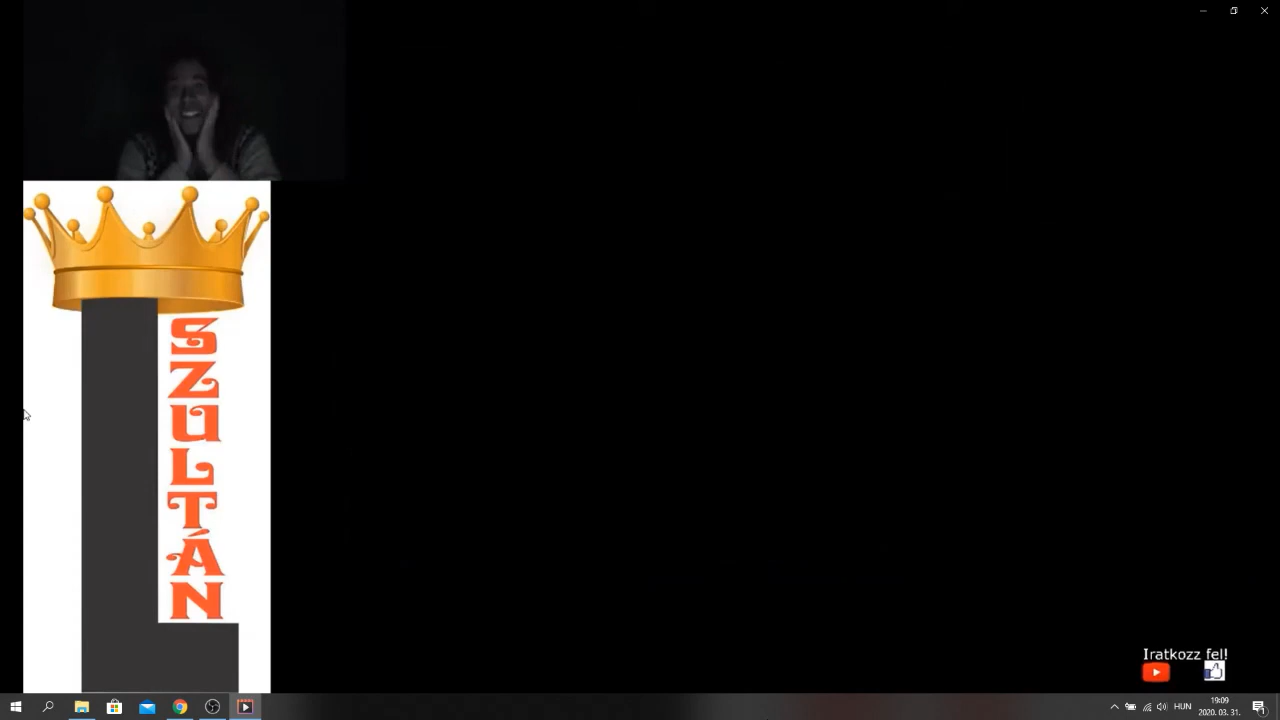 SZULTÁN
Iratkozz fel!
HUN
19:09
2020. 03. 31.